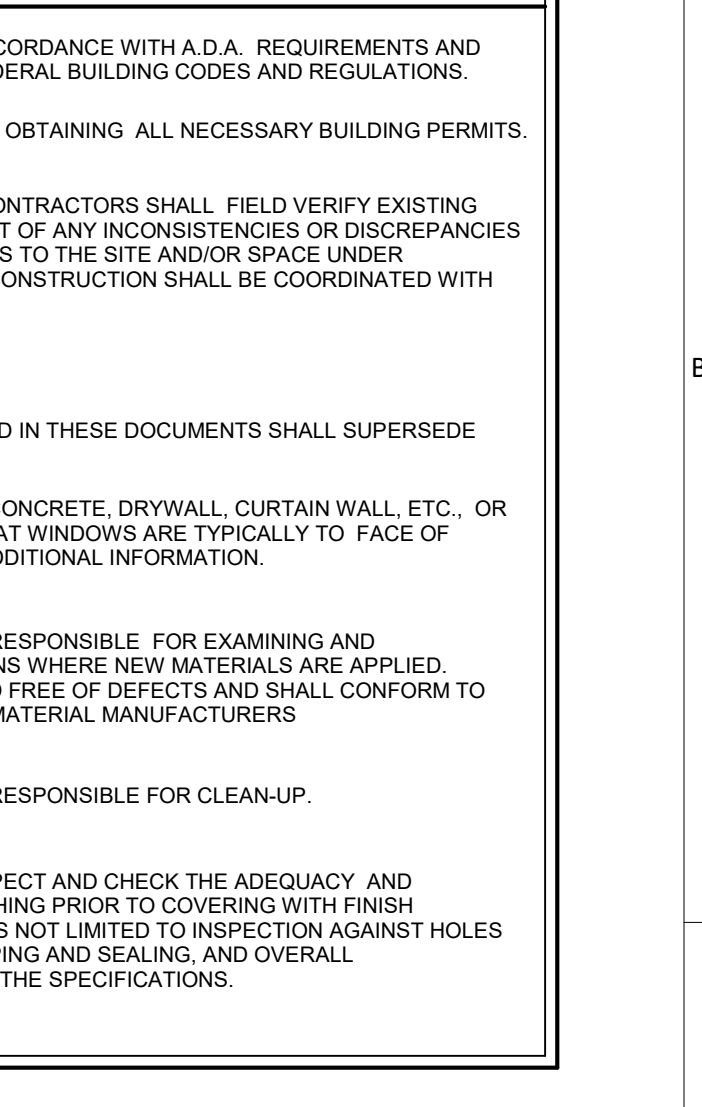 CORDANCE WITH A.D.A. REQUIREMENTS AND
DERAL BUILDING CODES AND REGULATIONS.
OBTAINING ALL NECESSARY BUILDING PERMITS.
ONTRACTORS SHALL FIELD VERIFY EXISTING
T OF ANY INCONSISTENCIES OR DISCREPANCIES
S TO THE SITE AND/OR SPACE UNDER
CONSTRUCTION SHALL BE COORDINATED WITH
B
D IN THESE DOCUMENTS SHALL SUPERSEDE
CONCRETE, DRYWALL, CURTAIN WALL, ETC., OR
AT WINDOWS ARE TYPICALLY TO FACE OF
DDITIONAL INFORMATION.
RESPONSIBLE FOR EXAMINING AND
NS WHERE NEW MATERIALS ARE APPLIED.
D FREE OF DEFECTS AND SHALL CONFORM TO
MATERIAL MANUFACTURERS
RESPONSIBLE FOR CLEAN-UP.
PECT AND CHECK THE ADEQUACY AND
HING PRIOR TO COVERING WITH FINISH
S NOT LIMITED TO INSPECTION AGAINST HOLES
PING AND SEALING, AND OVERALL
THE SPECIFICATIONS.